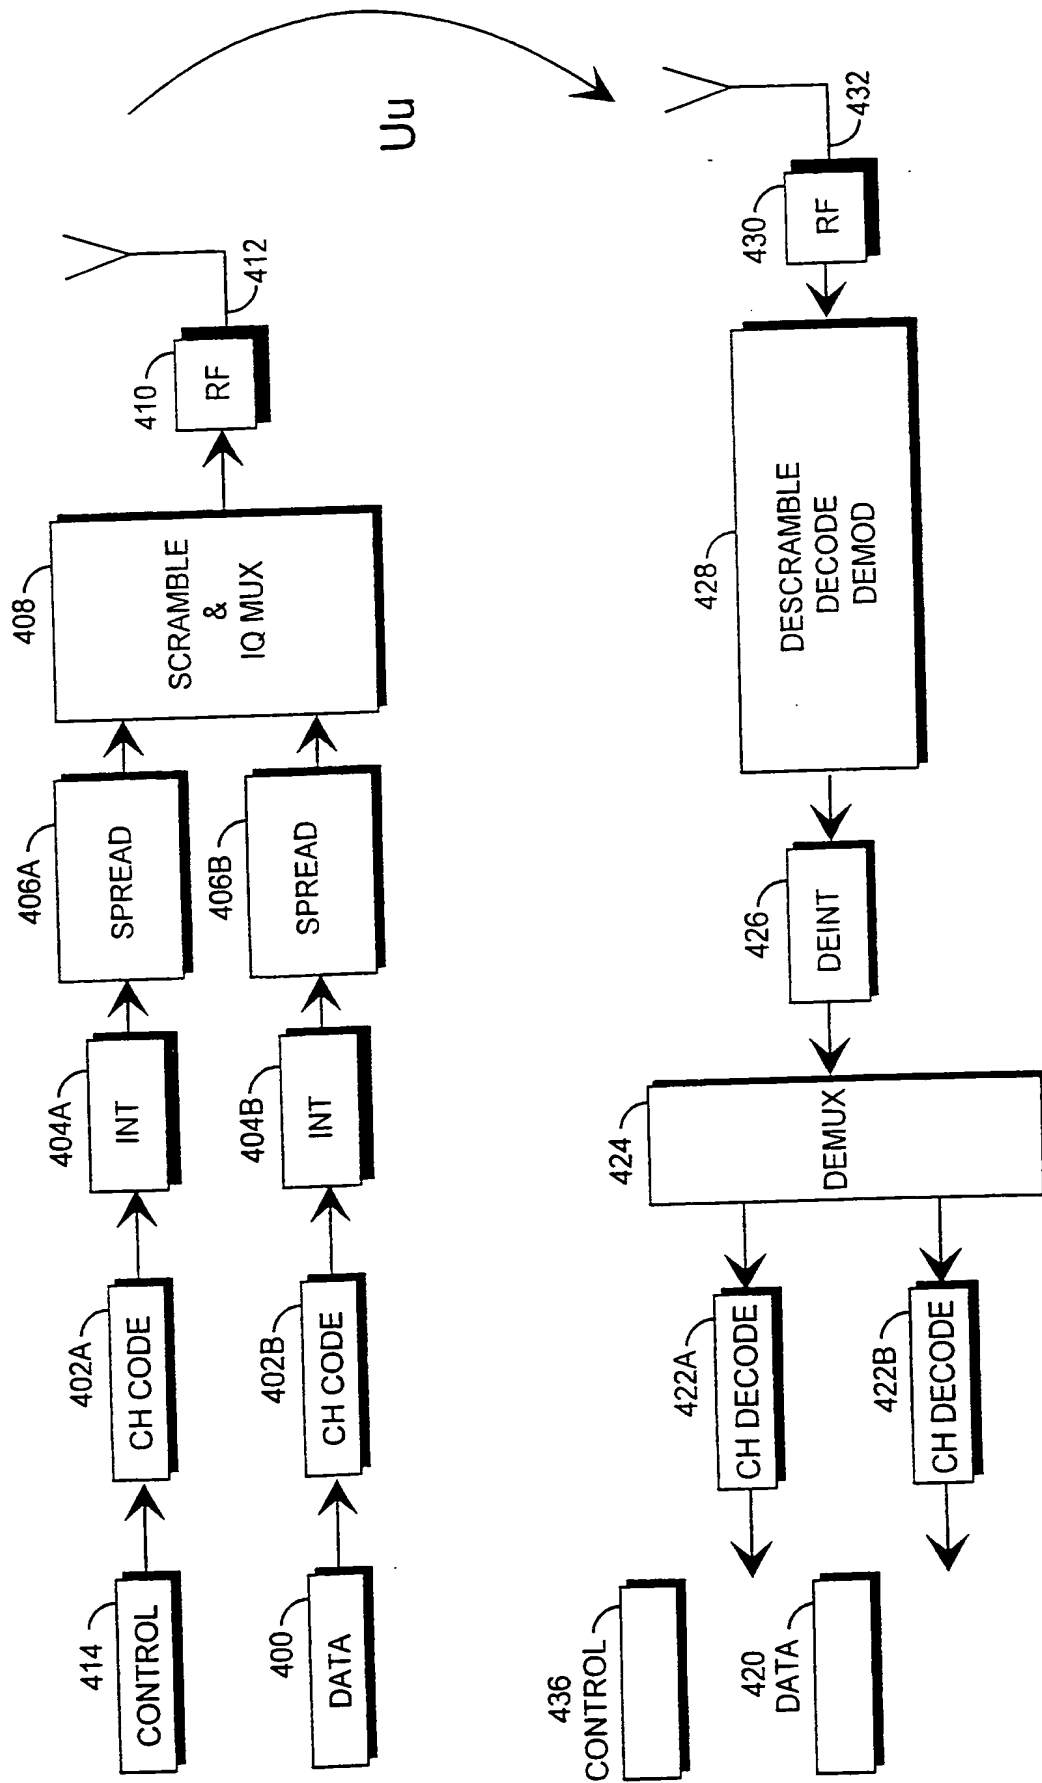 414
CONTROL
402A
CH CODE
404A
INT
406A
SPREAD
400
DATA
402B
CH CODE
404B
INT
406B
SPREAD
408
SCRAMBLE
&
IQ MUX
410
RF
412
Uu
436
CONTROL
420
DATA
422A
CH DECODE
422B
CH DECODE
424
DEMUX
426
DEINT
428
DESCRAMBLE
DECODE
DEMOD
430
RF
432